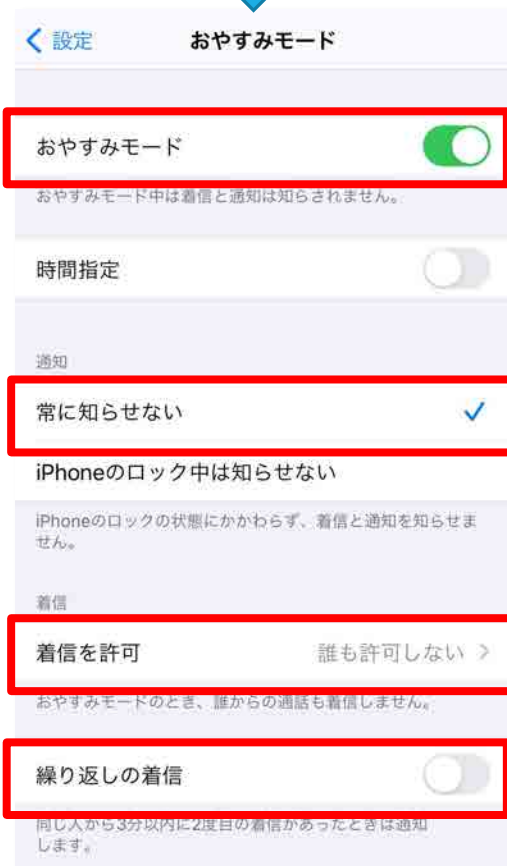 設定
おやすみモード
おやすみモード
おやすみモード中は着信と通知は知らされません。
時間指定
通知
常に知らせない
iPhoneのロック中は知らせない
iPhoneのロックの状態にかかわらず、着信と通知を知らせま
せん。
着信
着信を許可 誰も許可しない
おやすみモードのとき、誰からの通話も着信しません。
繰り返しの着信
同じ人から3分以内に2度目の着信があったときは通知
します。